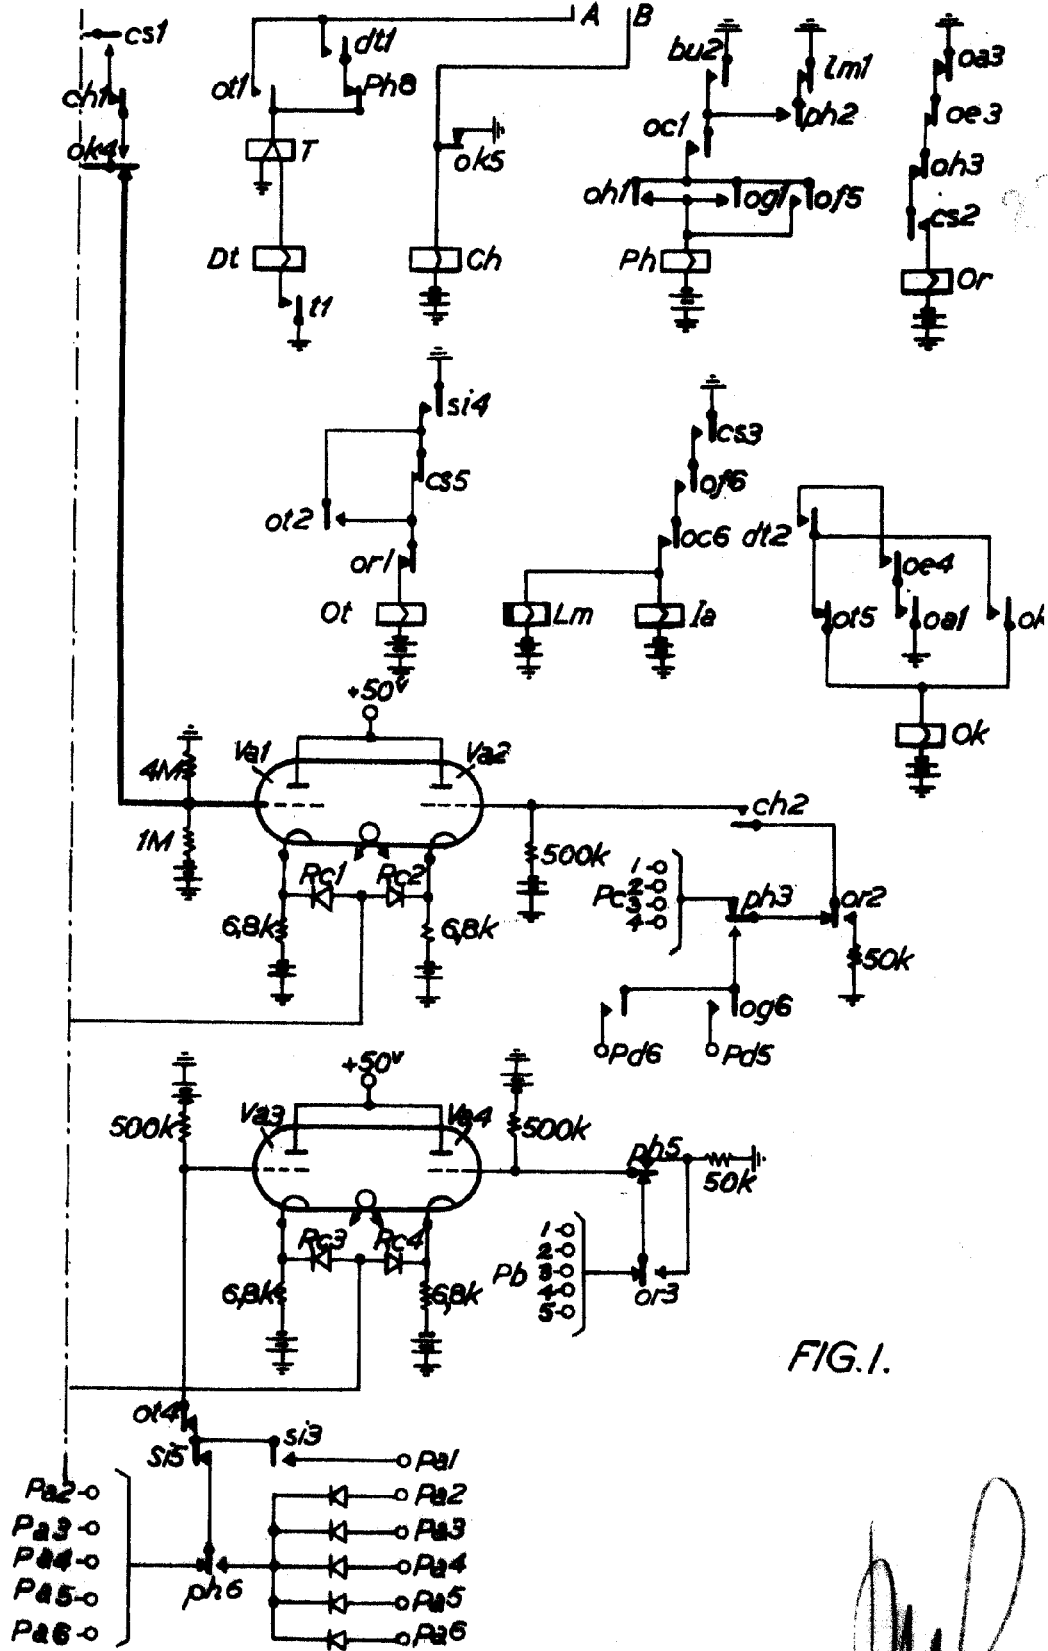 A B
cs1
dt1
bu2
lm1
oa3
ch1
ot1
Ph8
ph2
oe3
ok4
T
ok5
oc1
oh3
oh1
og1
of5
cs2
Dt
Ch
Ph
Or
t1
si4
cs3
cs5
of6
ot2
oc6
dt2
or1
oe4
Ot
Lm
Ia
ot5
oa1
+50v
Ok
Va1
Va2
4M
ch2
1M
500k
Rc1
Rc2
Pc
1
2
3
4
ph3
or2
6,8k
6,8k
50k
og6
Pd6
Pd5
+50v
500k
Va3
Va4
500k
ph5
50k
Rc3
Rc4
Pb
1
2
3
4
5
or3
6,8k
6,8k
FIG.1.
ot4
si3
si5
Pa1
Pa2
Pa2
Pa3
Pa3
Pa4
Pa4
Pa5
ph6
Pa5
Pa6
Pa6